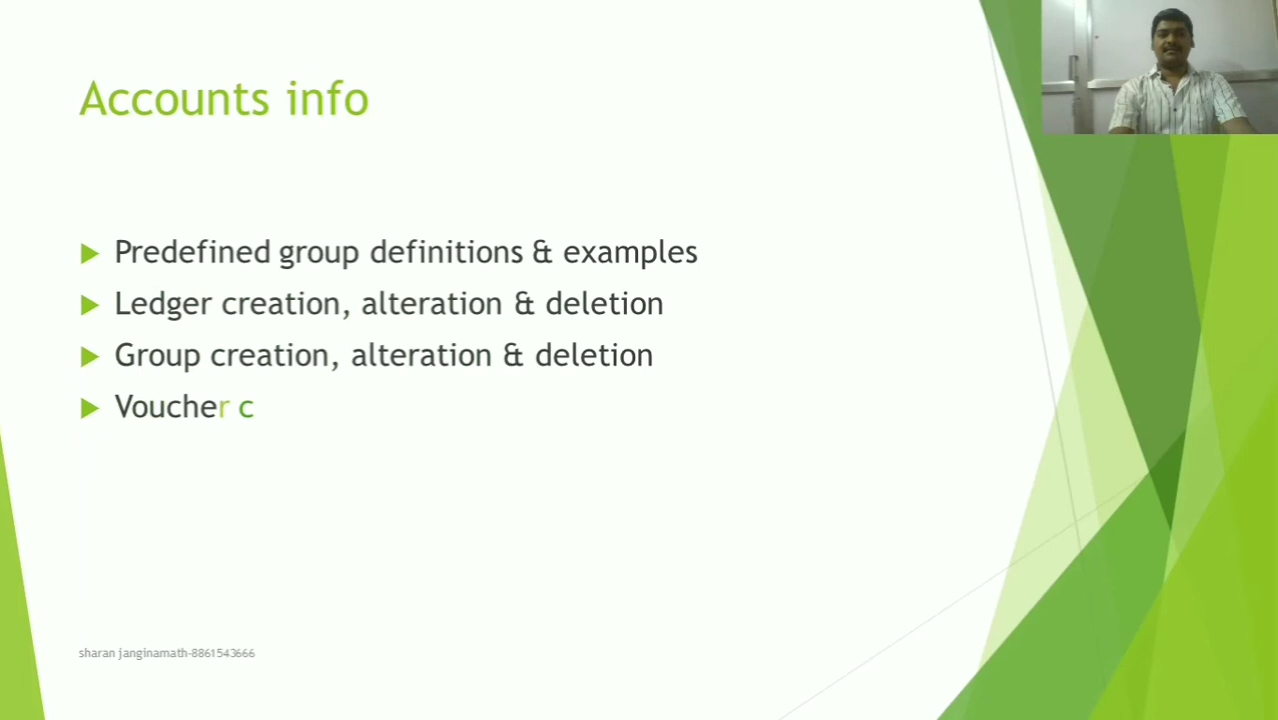 Accounts info
Predefined group definitions & examples
Ledger creation, alteration & deletion
Group creation, alteration & deletion
Voucher c
sharan janginamath-8861543666